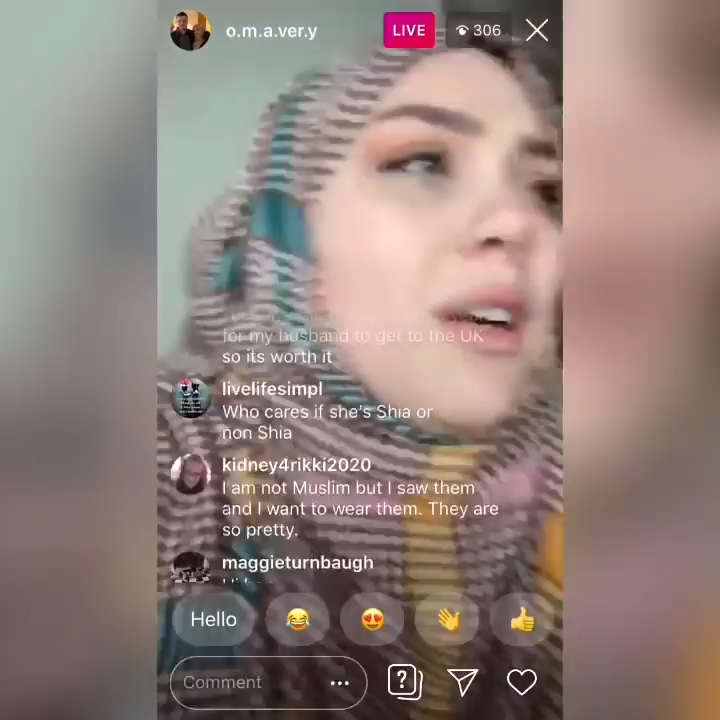 o.m.a.ver.y
LIVE
306
for my husband to get to the UK
so its worth it
livelifesimpl
Who cares if she's Shia or
non Shia
kidney4rikki2020
I am not Muslim but I saw them
and I want to wear them. They are
so pretty.
maggieturnbaugh
Hello
Comment